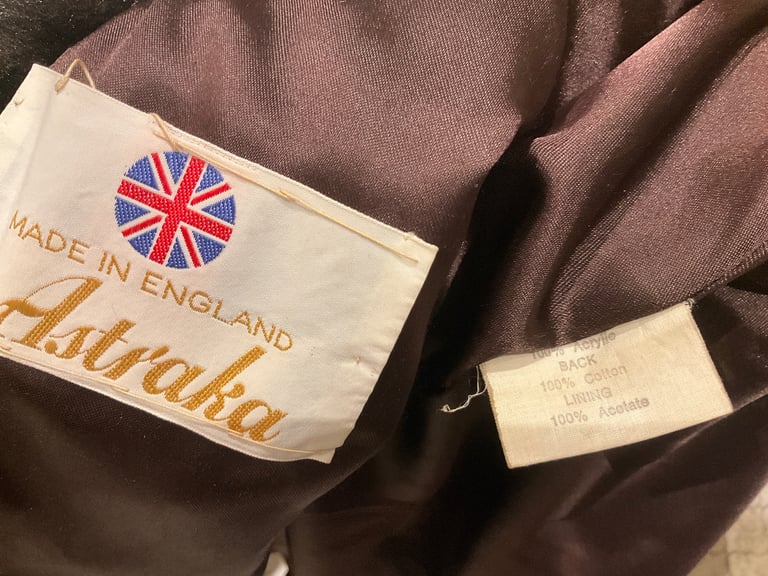 MADE IN ENGLAND
Astraka
100% Acrylic
BACK
100% Cotton
LINING
100% Acetate